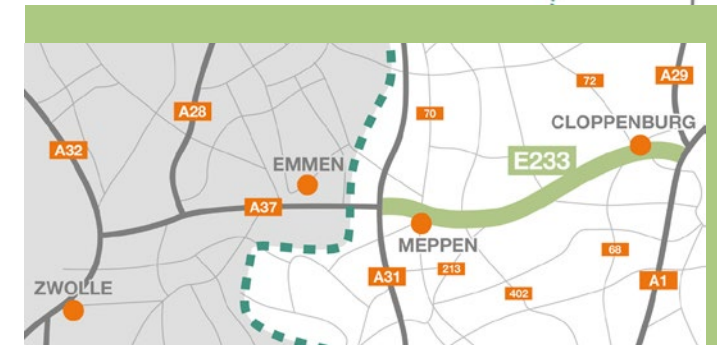 72
A29
A28
70
CLOPPENBURG
A32
EMMEN
E233
A37
MEPPEN
68
213
A31
A1
ZWOLLE
402